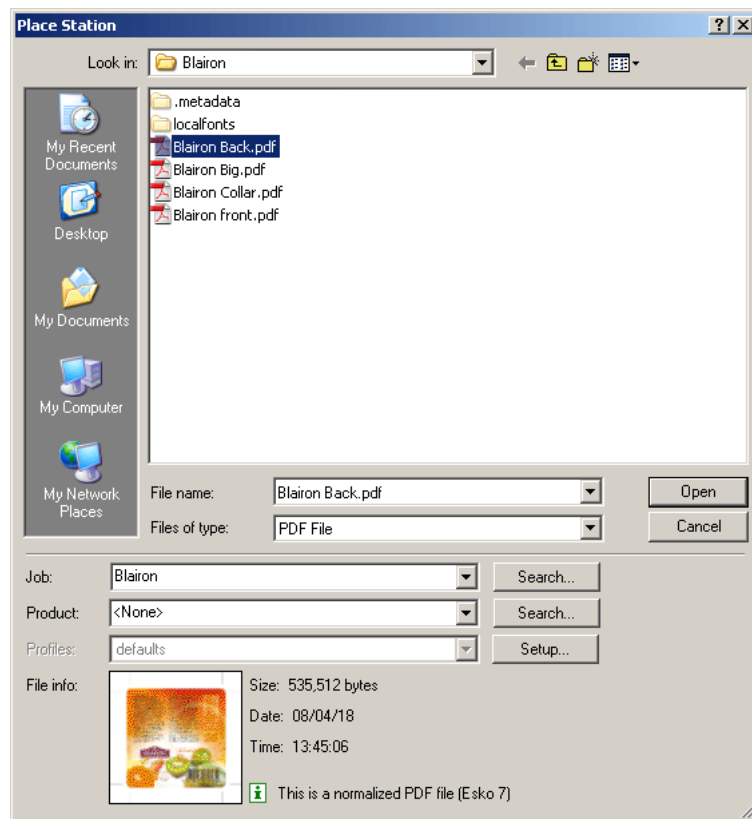 Place Station
Look in: Blairon
My Recent
Documents
Desktop
My Documents
My Computer
My Network
Places
.metadata
localfonts
Blairon Back.pdf
Blairon Big.pdf
Blairon Collar.pdf
Blairon front.pdf
File name: Blairon Back.pdf Open
Files of type: PDF File Cancel
Job: Blairon Search...
Product: <None> Search...
Profiles: defaults Setup...
File info: Size: 535,512 bytes
Date: 08/04/18
Time: 13:45:06
This is a normalized PDF file (Esko 7)